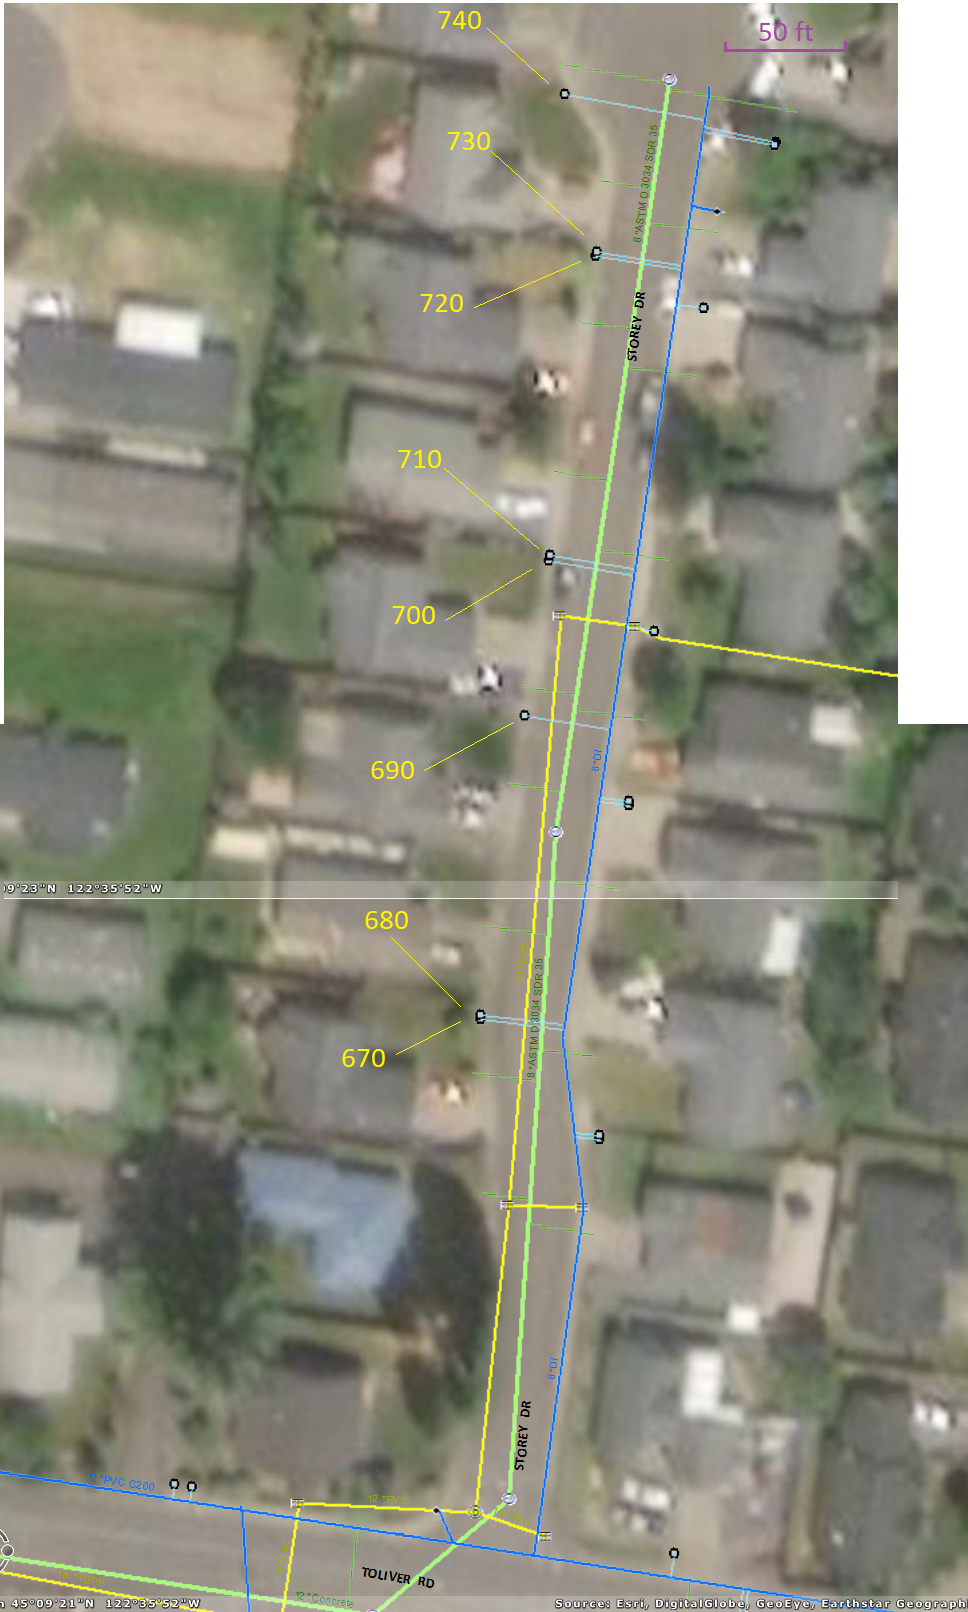 740
50 ft
730
8 "ASTM D 3034 SDR 35
720
STOREY DR
710
700
8 "DI
690
9'23"N 122°35'52"W
680
8 "ASTM D 3034 SDR 35
670
8 "DI
STOREY DR
12 "PVC C200
TOLIVER RD
12 "Concrete
45°09'21"N 122°35'52"W
Source: Esri, DigitalGlobe, GeoEye, Earthstar Geograph